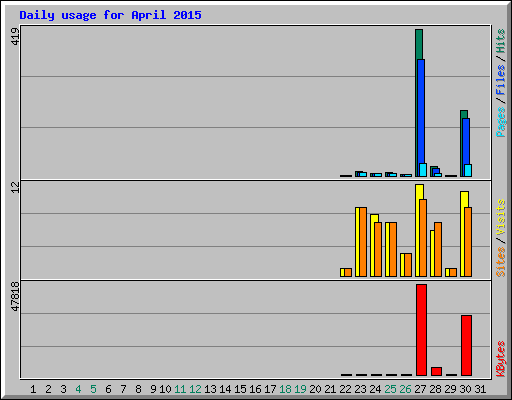 Daily usage for April 2015
419
Pages / Files / Hits
12
Sites / Visits
47818
KBytes
1 2 3 4 5 6 7 8 9 10 11 12 13 14 15 16 17 18 19 20 21 22 23 24 25 26 27 28 29 30 31